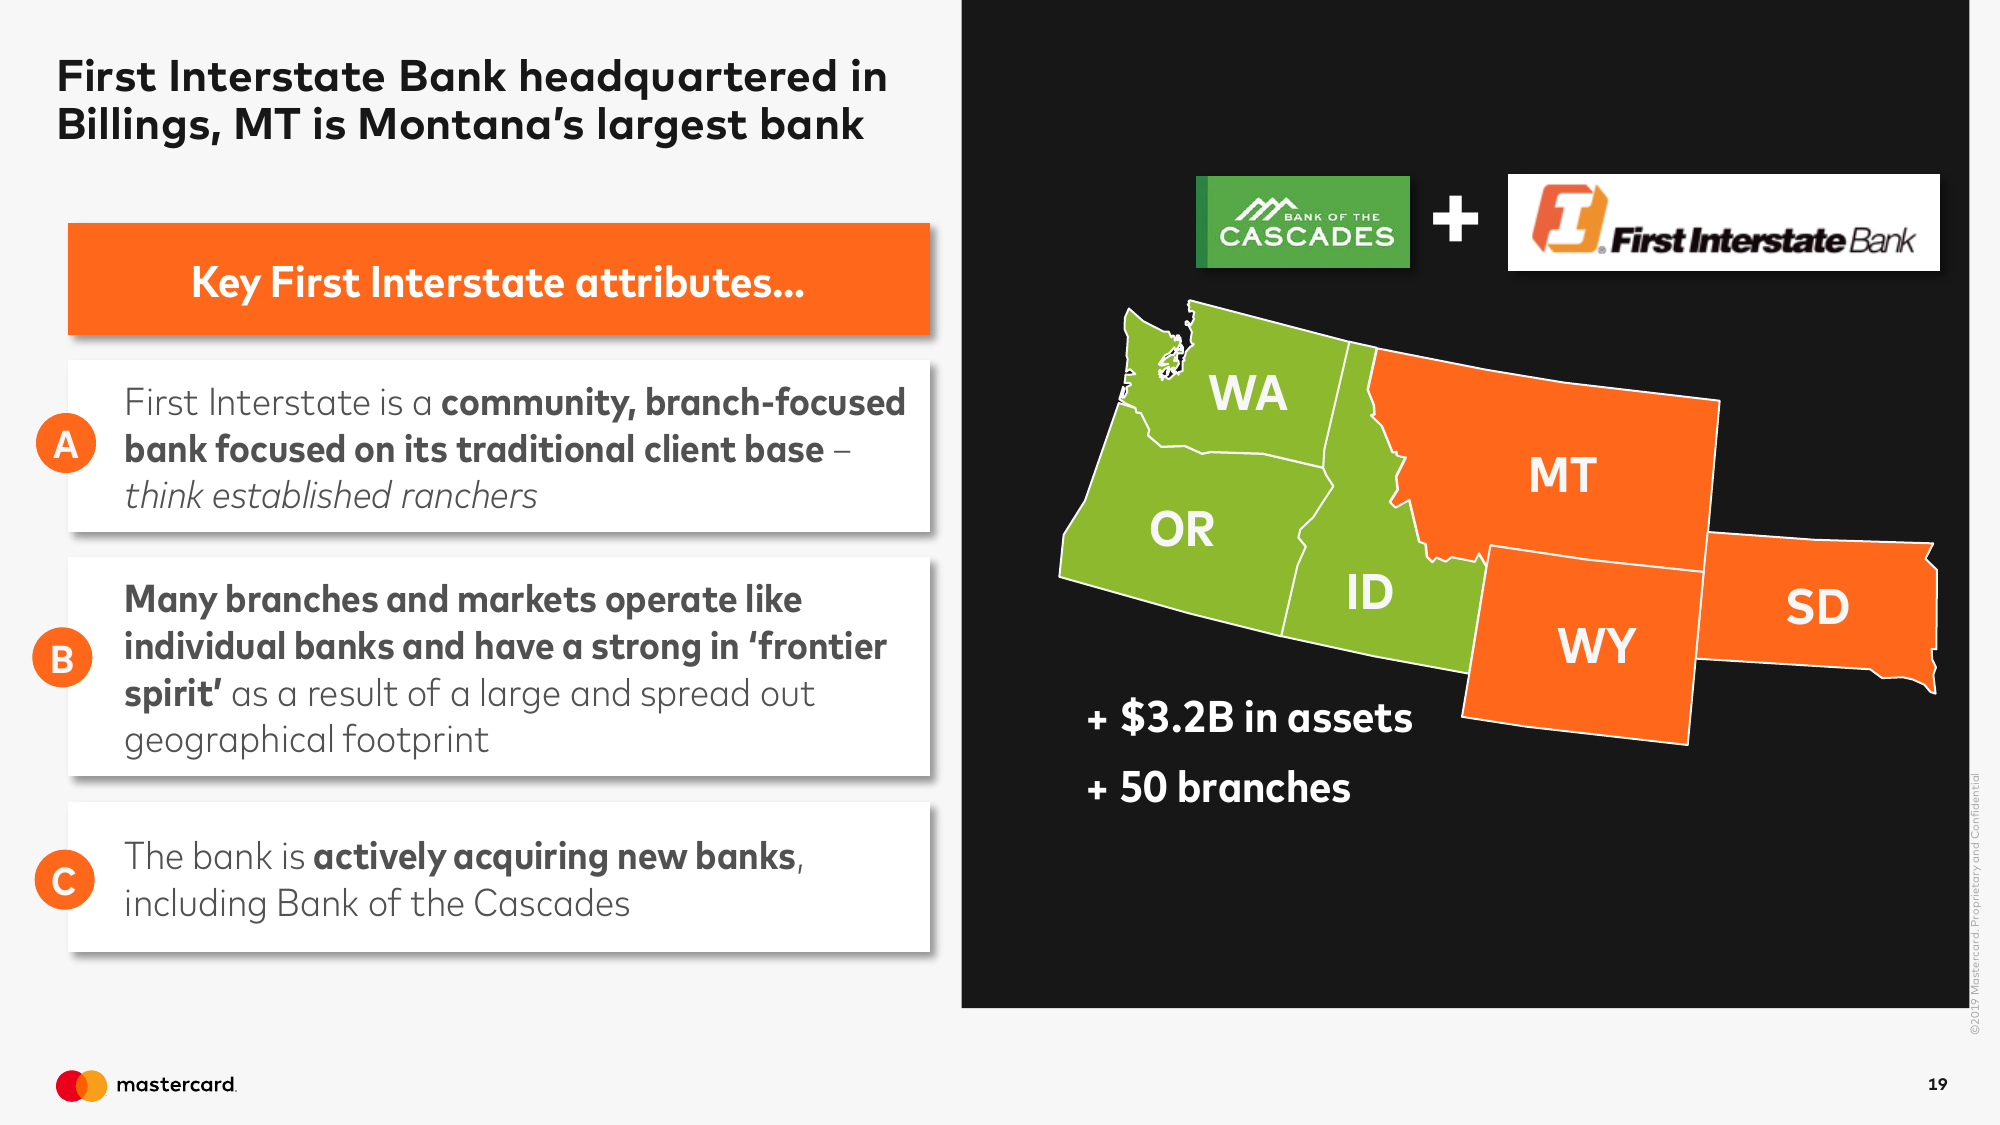 First Interstate Bank headquartered in
Billings, MT is Montana’s largest bank
Key First Interstate attributes...
A
First Interstate is a community, branch-focused
bank focused on its traditional client base –
think established ranchers
B
Many branches and markets operate like
individual banks and have a strong in ‘frontier
spirit’ as a result of a large and spread out
geographical footprint
C
The bank is actively acquiring new banks,
including Bank of the Cascades
BANK OF THE
CASCADES
+
First Interstate Bank
WA
MT
OR
ID
WY
SD
+ $3.2B in assets
+ 50 branches
©2019 Mastercard. Proprietary and Confidential
mastercard.
19